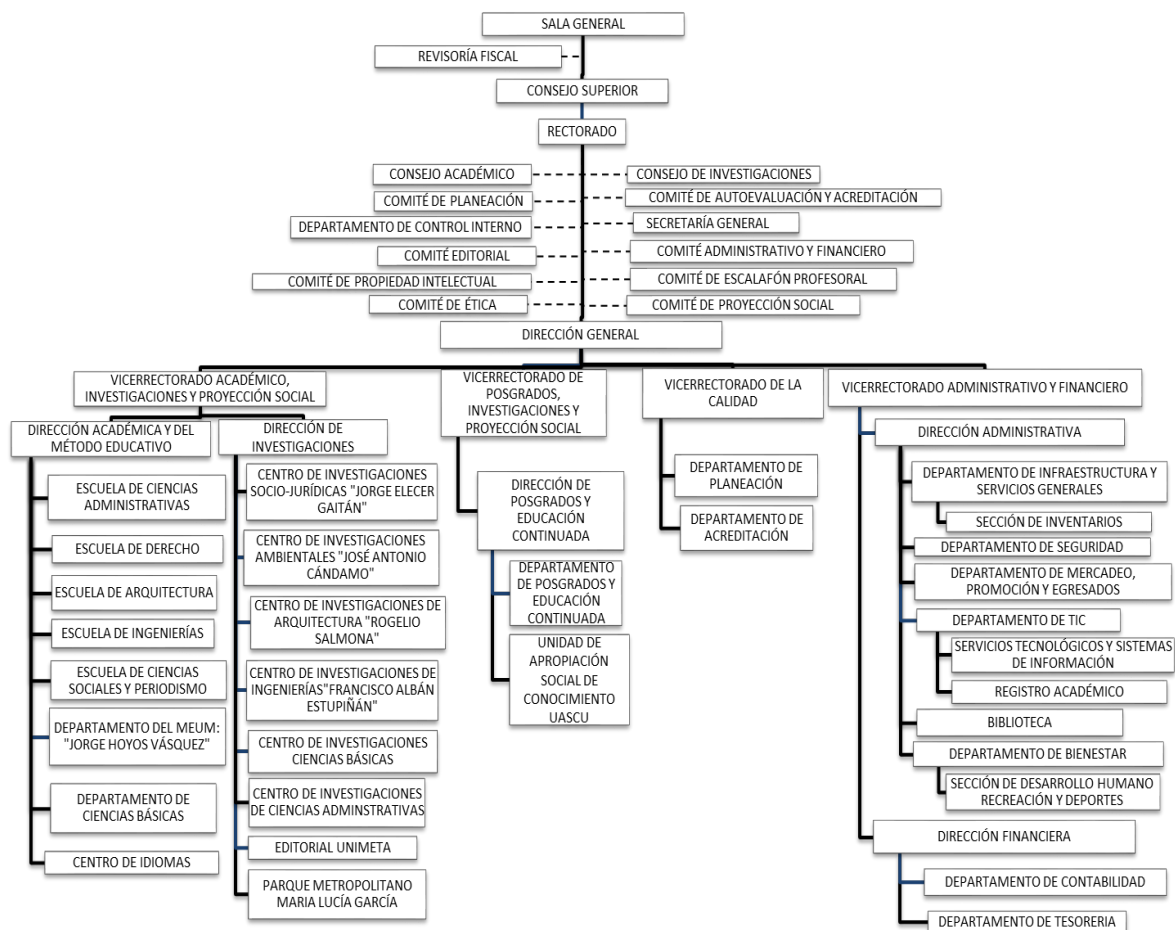 SALA GENERAL
REVISORÍA FISCAL
CONSEJO SUPERIOR
RECTORADO
CONSEJO ACADÉMICO
CONSEJO DE INVESTIGACIONES
COMITÉ DE PLANEACIÓN
COMITÉ DE AUTOEVALUACIÓN Y ACREDITACIÓN
DEPARTAMENTO DE CONTROL INTERNO
SECRETARÍA GENERAL
COMITÉ EDITORIAL
COMITÉ ADMINISTRATIVO Y FINANCIERO
COMITÉ DE PROPIEDAD INTELECTUAL
COMITÉ DE ESCALAFÓN PROFESORAL
COMITÉ DE ÉTICA
COMITÉ DE PROYECCIÓN SOCIAL
DIRECCIÓN GENERAL
VICERRECTORADO ACADÉMICO,
INVESTIGACIONES Y PROYECCIÓN SOCIAL
DIRECCIÓN ACADÉMICA Y DEL
MÉTODO EDUCATIVO
ESCUELA DE CIENCIAS
ADMINISTRATIVAS
ESCUELA DE DERECHO
ESCUELA DE ARQUITECTURA
ESCUELA DE INGENIERÍAS
ESCUELA DE CIENCIAS
SOCIALES Y PERIODISMO
DEPARTAMENTO DEL MEUM:
"JORGE HOYOS VÁSQUEZ"
DEPARTAMENTO DE
CIENCIAS BÁSICAS
CENTRO DE IDIOMAS
DIRECCIÓN DE
INVESTIGACIONES
CENTRO DE INVESTIGACIONES
SOCIO-JURÍDICAS "JORGE ELECER
GAITÁN"
CENTRO DE INVESTIGACIONES
AMBIENTALES "JOSÉ ANTONIO
CÁNDAMO"
CENTRO DE INVESTIGACIONES DE
ARQUITECTURA "ROGELIO
SALMONA"
CENTRO DE INVESTIGACIONES DE
INGENIERÍAS"FRANCISCO ALBÁN
ESTUPIÑÁN"
CENTRO DE INVESTIGACIONES
CIENCIAS BÁSICAS
CENTRO DE INVESTIGACIONES
DE CIENCIAS ADMINSTRATIVAS
EDITORIAL UNIMETA
PARQUE METROPOLITANO
MARIA LUCÍA GARCÍA
VICERRECTORADO DE
POSGRADOS,
INVESTIGACIONES Y
PROYECCIÓN SOCIAL
DIRECCIÓN DE
POSGRADOS Y
EDUCACIÓN
CONTINUADA
DEPARTAMENTO
DE POSGRADOS Y
EDUCACIÓN
CONTINUADA
UNIDAD DE
APROPIACIÓN
SOCIAL DE
CONOCIMIENTO
UASCU
VICERRECTORADO DE LA
CALIDAD
DEPARTAMENTO DE
PLANEACIÓN
DEPARTAMENTO DE
ACREDITACIÓN
VICERRECTORADO ADMINISTRATIVO Y FINANCIERO
DIRECCIÓN ADMINISTRATIVA
DEPARTAMENTO DE INFRAESTRUCTURA Y
SERVICIOS GENERALES
SECCIÓN DE INVENTARIOS
DEPARTAMENTO DE SEGURIDAD
DEPARTAMENTO DE MERCADEO,
PROMOCIÓN Y EGRESADOS
DEPARTAMENTO DE TIC
SERVICIOS TECNOLÓGICOS Y SISTEMAS
DE INFORMACIÓN
REGISTRO ACADÉMICO
BIBLIOTECA
DEPARTAMENTO DE BIENESTAR
SECCIÓN DE DESARROLLO HUMANO
RECREACIÓN Y DEPORTES
DIRECCIÓN FINANCIERA
DEPARTAMENTO DE CONTABILIDAD
DEPARTAMENTO DE TESORERIA